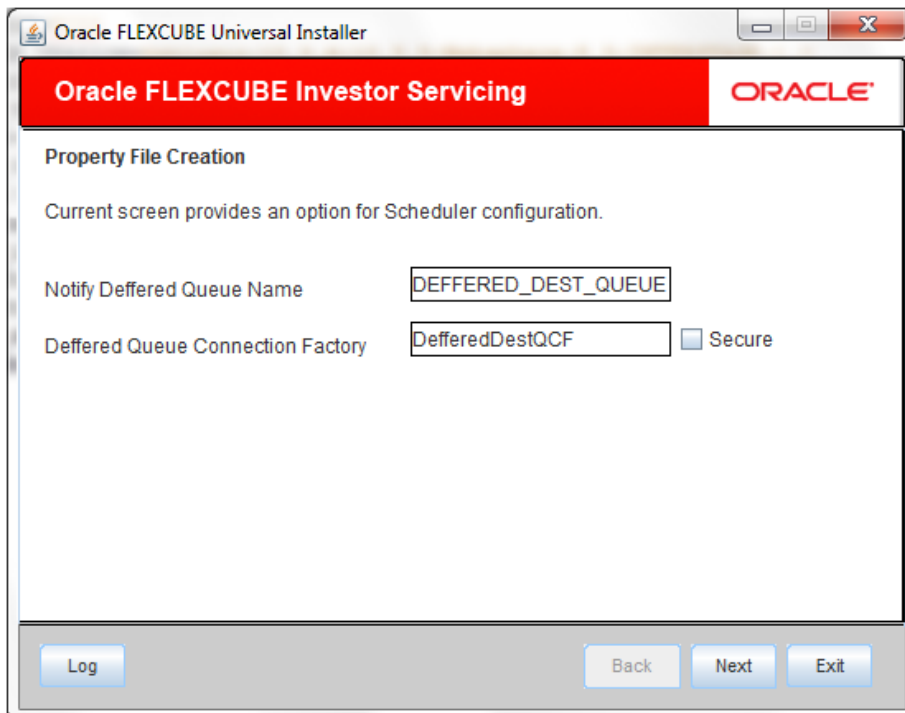 Oracle FLEXCUBE Universal Installer
Oracle FLEXCUBE Investor Servicing
ORACLE
Property File Creation
Current screen provides an option for Scheduler configuration.
Notify Deffered Queue Name DEFFERED_DEST_QUEUE
Deffered Queue Connection Factory DefferedDestQCF Secure
Log Back Next Exit